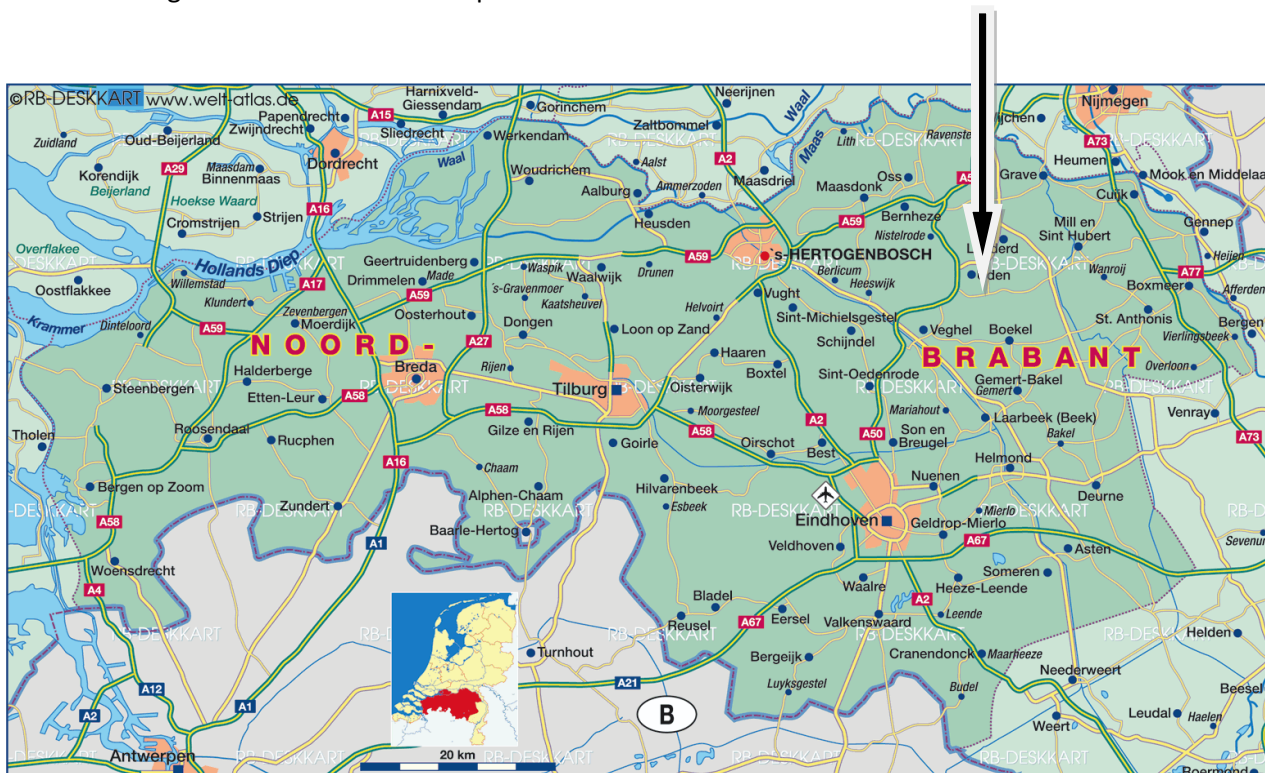 ©RB-DESKKART www.welt-atlas.de
Harnixveld-
Giessendam
Gorinchem
Neerijnen
Waal
Nijmegen
Papendrecht
A15
Zwijndrecht
Sliedrecht
Werkendam
Zaltbommel
Zuidland
Oud-Beijerland
Lith
A73
Heumen
Dordrecht
Waal
Woudrichem
Aalst
A2
Maas
Maasdriel
Korendijk
A29
Maasdam
Binnenmaas
Beijerland
Hoekse Waard
Aalburg
Ammerzoden
Maasdonk
Oss
Grave
Mook en Middelaa
Cuijk
A16
Strijen
Cromstrijen
Heusden
A59
Bernheze
Nistelrode
Mill en
Sint Hubert
Gennep
Overflakee
Hollands Diep
Geertruidenberg
A59
's-HERTOGENBOSCH
Heijen
Oostflakkee
Willemstad
A17
Drimmelen
Made
A59
Waspik
Waalwijk
Drunen
Berlicum
Heeswijk
Wanroij
A77
Boxmeer
Afferden
's-Gravenmoer
Kaatsheuvel
Klundert
Zevenbergen
Moerdijk
Oosterhout
Dongen
Helvoirt
Vught
Sint-Michielsgestel
St. Anthonis
Bergen
Krammer
Dinteloord
A59
Loon op Zand
Schijndel
Veghel
Boekel
Vierlingsbeek
NOORD-
BRABANT
A27
Rijen
Haaren
Boxtel
Overloon
Halderberge
Breda
Steenbergen
Etten-Leur
A58
Tilburg
Oisterwijk
Sint-Oedenrode
Gemert-Bakel
Gemert
A58
Moorgestel
Mariahout
Laarbeek (Beek)
Venray
Roosendaal
Rucphen
Gilze en Rijen
Goirle
A58
A2
A50
Son en
Breugel
Bakel
A73
Tholen
Oirschot
Best
Helmond
A16
Chaam
Bergen op Zoom
Alphen-Chaam
Hilvarenbeek
Esbeek
Nuenen
Deurne
Zundert
Mierlo
A58
Baarle-Hertog
Eindhoven
Geldrop-Mierlo
A1
Veldhoven
A67
Asten
Woensdrecht
A4
Waalre
Someren
Heeze-Leende
A2
Leende
Bladel
Reusel
A67
Eersel
Valkenswaard
Helden
Turnhout
Bergeijk
Cranendonck
Maarheeze
Neederweert
A12
A21
Luyksgestel
Budel
Beesel
A2
A1
B
Weert
Leudal
Haelen
Antwerpen
20 km